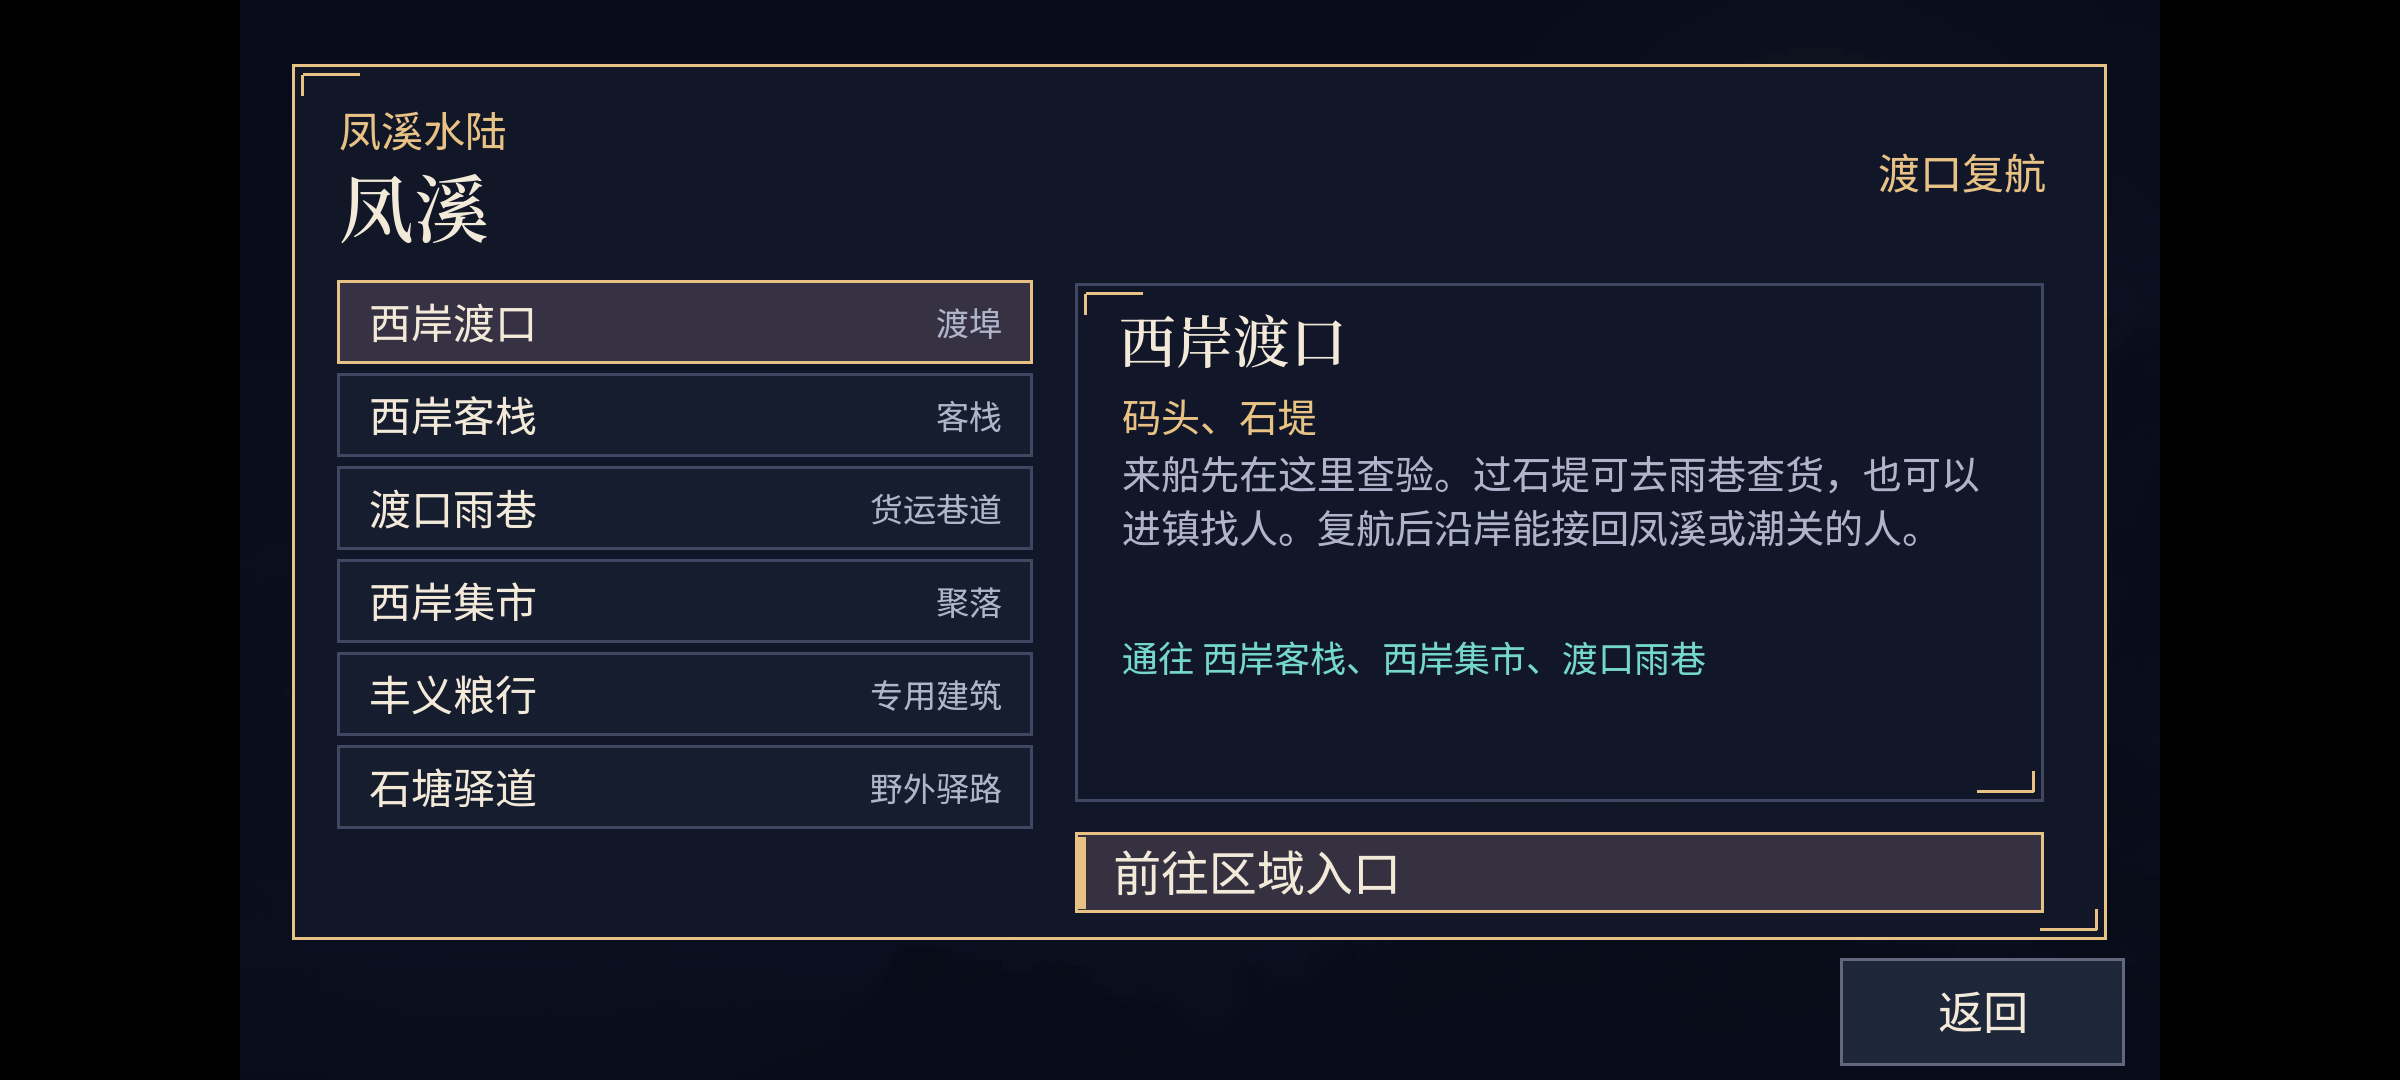 凤溪水陆
凤溪
渡口复航
西岸渡口 渡埠
西岸客栈 客栈
渡口雨巷 货运巷道
西岸集市 聚落
丰义粮行 专用建筑
石塘驿道 野外驿路
西岸渡口
码头、石堤
来船先在这里查验。过石堤可去雨巷查货，也可以
进镇找人。复航后沿岸能接回凤溪或潮关的人。
通往 西岸客栈、西岸集市、渡口雨巷
前往区域入口
返回